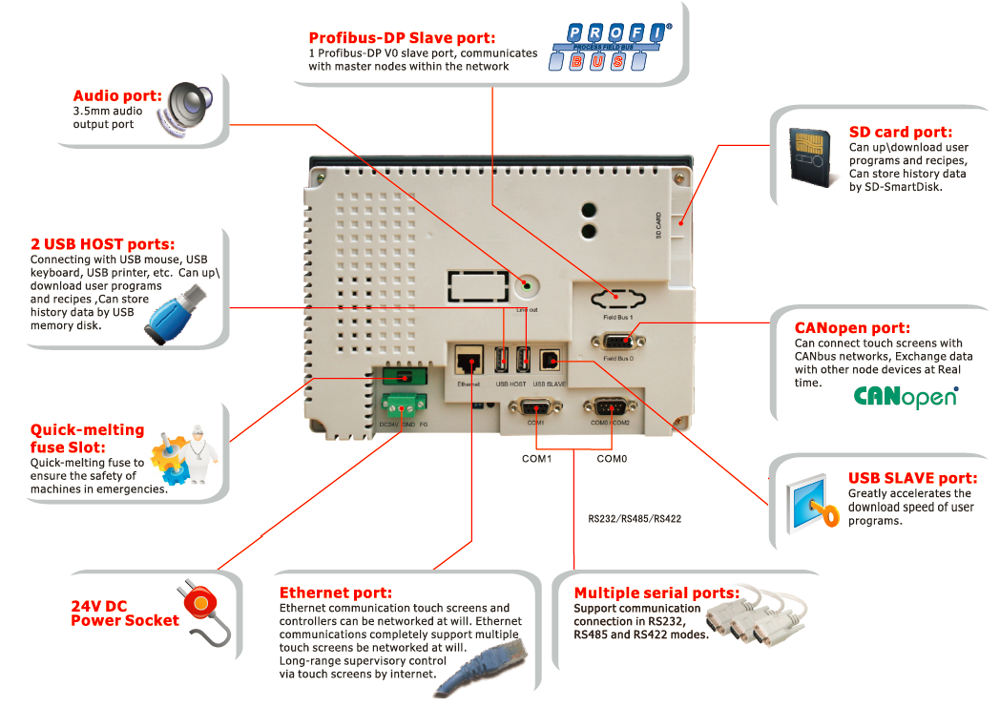 Profibus-DP Slave port:
1 Profibus-DP V0 slave port, communicates
with master nodes within the network
PROFI®
PROCESS FIELD BUS
BUS
Audio port:
3.5mm audio
output port
SD card port:
Can up\download user
programs and recipes,
Can store history data
by SD-SmartDisk.
2 USB HOST ports:
Connecting with USB mouse, USB
keyboard, USB printer, etc. Can up\
download user programs
and recipes ,Can store
history data by USB
memory disk.
SD CARD
Line out
Field Bus 1
Field Bus 0
Ethernet
USB HOST
USB SLAVE
DC24V GND FG
COM1
COM0 / COM2
COM1
COM0
RS232/RS485/RS422
CANopen port:
Can connect touch screens with
CANbus networks, Exchange data
with other node devices at Real
time.
CANopen
Quick-melting
fuse Slot:
Quick-melting fuse to
ensure the safety of
machines in emergencies.
USB SLAVE port:
Greatly accelerates the
download speed of user
programs.
24V DC
Power Socket
Ethernet port:
Ethernet communication touch screens and
controllers can be networked at will. Ethernet
communications completely support multiple
touch screens be networked at will.
Long-range supervisory control
via touch screens by internet.
Multiple serial ports:
Support communication
connection in RS232,
RS485 and RS422 modes.